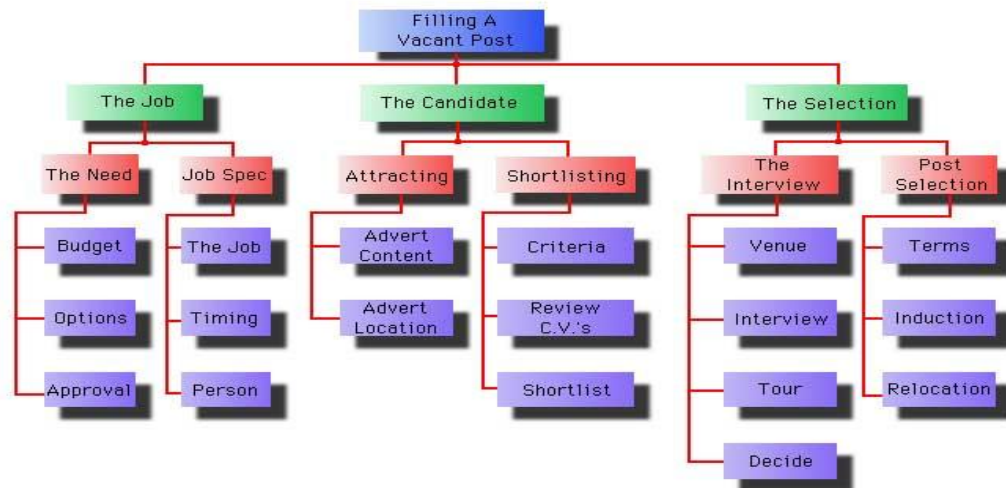 Filling A
Vacant Post
The Job
The Candidate
The Selection
The Need
Job Spec
Attracting
Shortlisting
The
Interview
Post
Selection
Budget
The Job
Advert
Content
Criteria
Venue
Terms
Options
Timing
Advert
Location
Review
C.V.'s
Interview
Induction
Approval
Person
Shortlist
Tour
Relocation
Decide